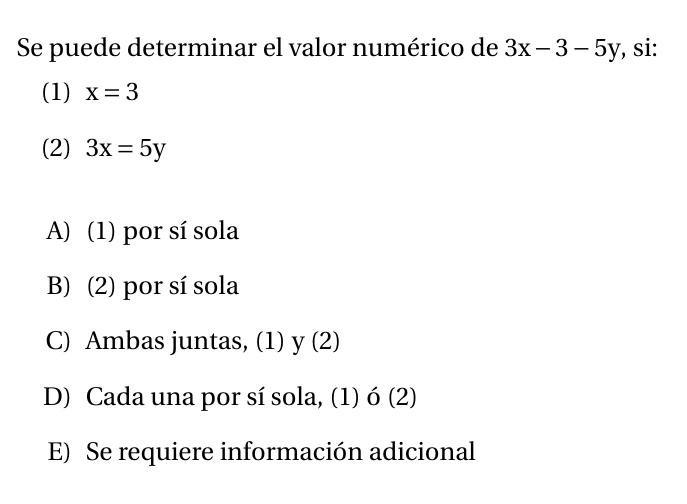 Se puede determinar el valor numérico de 3x – 3 – 5y, si:
(1) x = 3
(2) 3x = 5y
A) (1) por sí sola
B) (2) por sí sola
C) Ambas juntas, (1) y (2)
D) Cada una por sí sola, (1) ó (2)
E) Se requiere información adicional